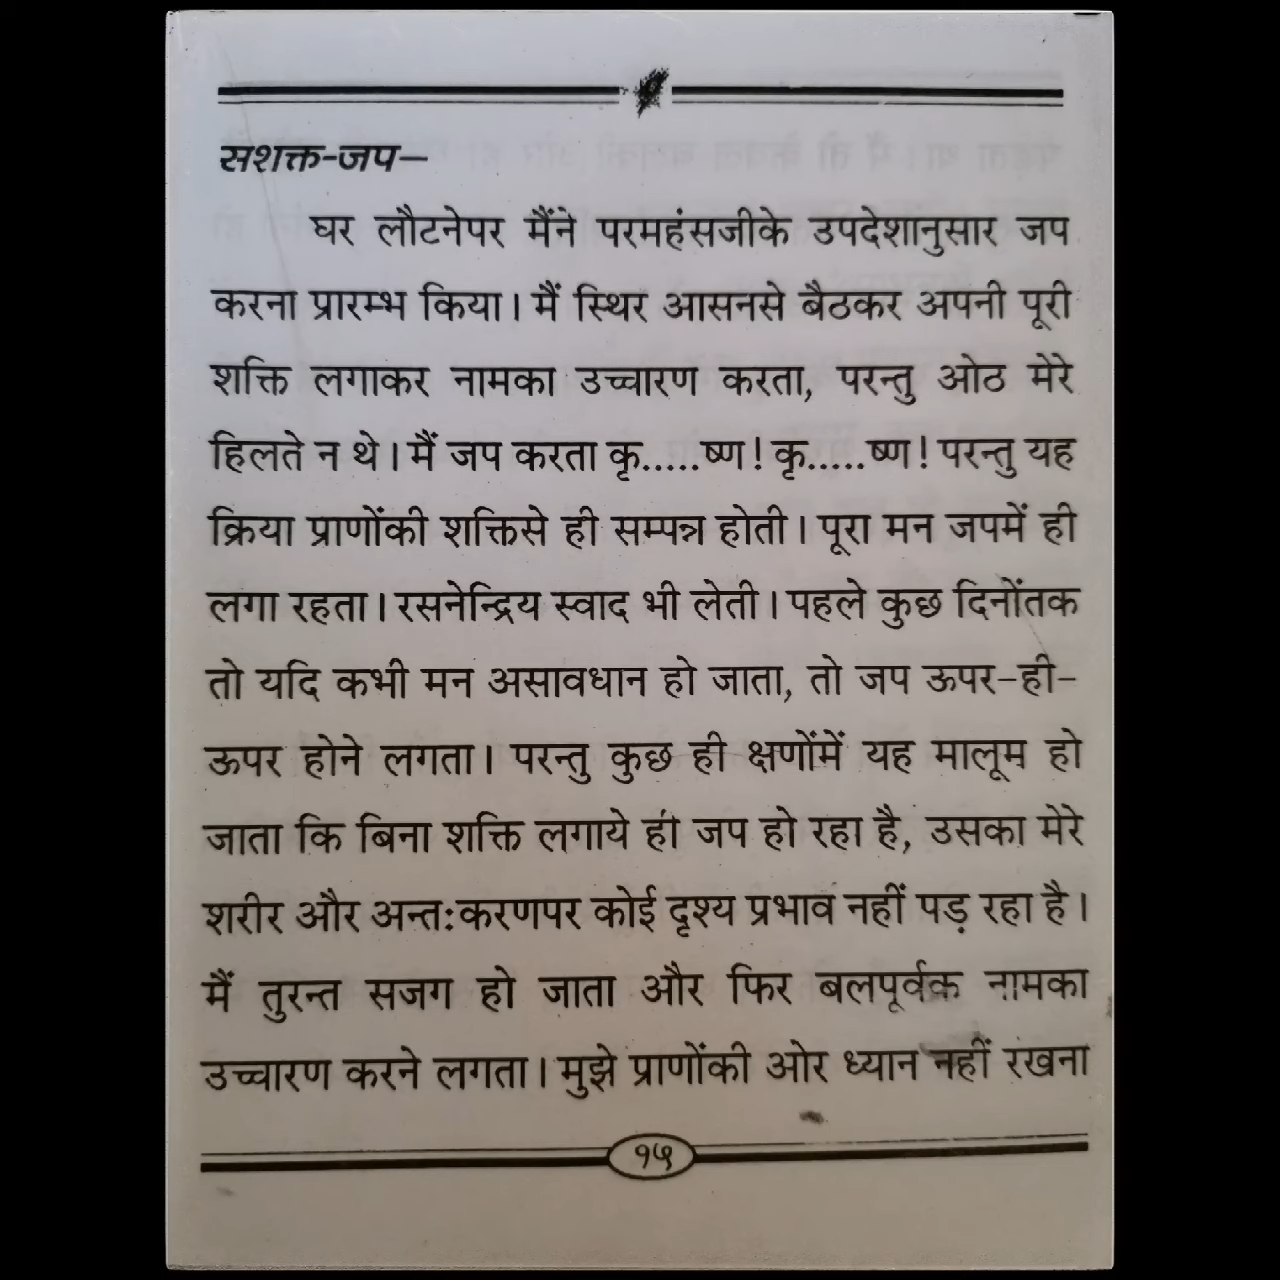 सशक्त-जप—
घर लौटनेपर मैंने परमहंसजीके उपदेशानुसार जप
करना प्रारम्भ किया। मैं स्थिर आसनसे बैठकर अपनी पूरी
शक्ति लगाकर नामका उच्चारण करता, परन्तु ओठ मेरे
हिलते न थे। मैं जप करता कृ.....ष्ण! कृ.....ष्ण! परन्तु यह
क्रिया प्राणोंकी शक्तिसे ही सम्पन्न होती। पूरा मन जपमें ही
लगा रहता। रसनेन्द्रिय स्वाद भी लेती। पहले कुछ दिनोंतक
तो यदि कभी मन असावधान हो जाता, तो जप ऊपर-ही-
ऊपर होने लगता। परन्तु कुछ ही क्षणोंमें यह मालूम हो
जाता कि बिना शक्ति लगाये ही जप हो रहा है, उसका मेरे
शरीर और अन्तःकरणपर कोई दृश्य प्रभाव नहीं पड़ रहा है।
मैं तुरन्त सजग हो जाता और फिर बलपूर्वक नामका
उच्चारण करने लगता। मुझे प्राणोंकी ओर ध्यान नहीं रखना
१५